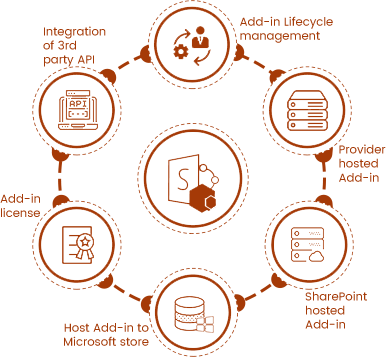 Integration
of 3rd
party API
Add-in Lifecycle
management
API
Provider
hosted
Add-in
S
Add-in
license
SharePoint
hosted
Add-in
Host Add-in to
Microsoft store